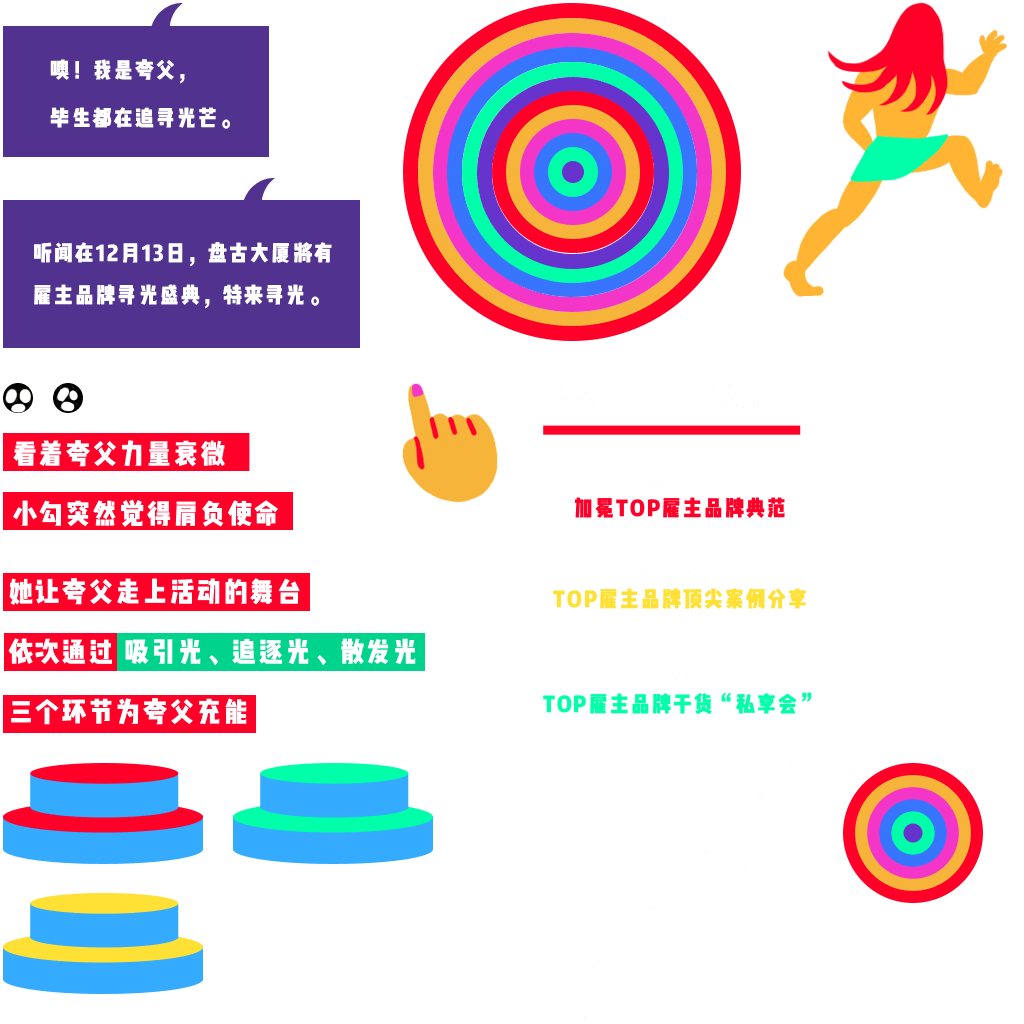 噢！我是夸父，
毕生都在追寻光芒。
听闻在12月13日，盘古大厦將有
雇主品牌寻光盛典，特来寻光。
看着夸父力量衰微
小勾突然觉得肩负使命
她让夸父走上活动的舞台
依次通过吸引光、追逐光、散发光
三个环节为夸父充能
加冕TOP雇主品牌典范
TOP雇主品牌顶尖案例分享
TOP雇主品牌干货“私享会”